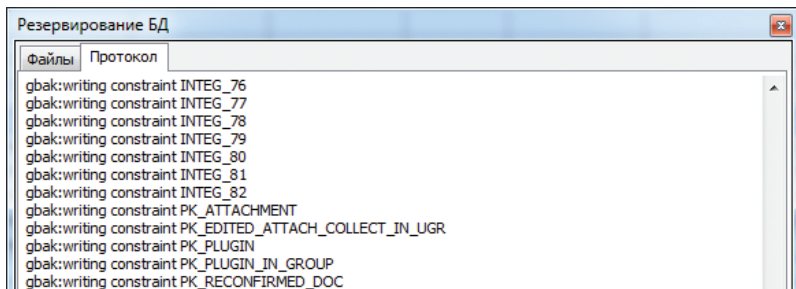 Резервирование БД
Файлы Протокол
gbak:writing constraint INTEG_76
gbak:writing constraint INTEG_77
gbak:writing constraint INTEG_78
gbak:writing constraint INTEG_79
gbak:writing constraint INTEG_80
gbak:writing constraint INTEG_81
gbak:writing constraint INTEG_82
gbak:writing constraint PK_ATTACHMENT
gbak:writing constraint PK_EDITED_ATTACH_COLLECT_IN_UGR
gbak:writing constraint PK_PLUGIN
gbak:writing constraint PK_PLUGIN_IN_GROUP
gbak:writing constraint PK_RECONFIRMED_DOC